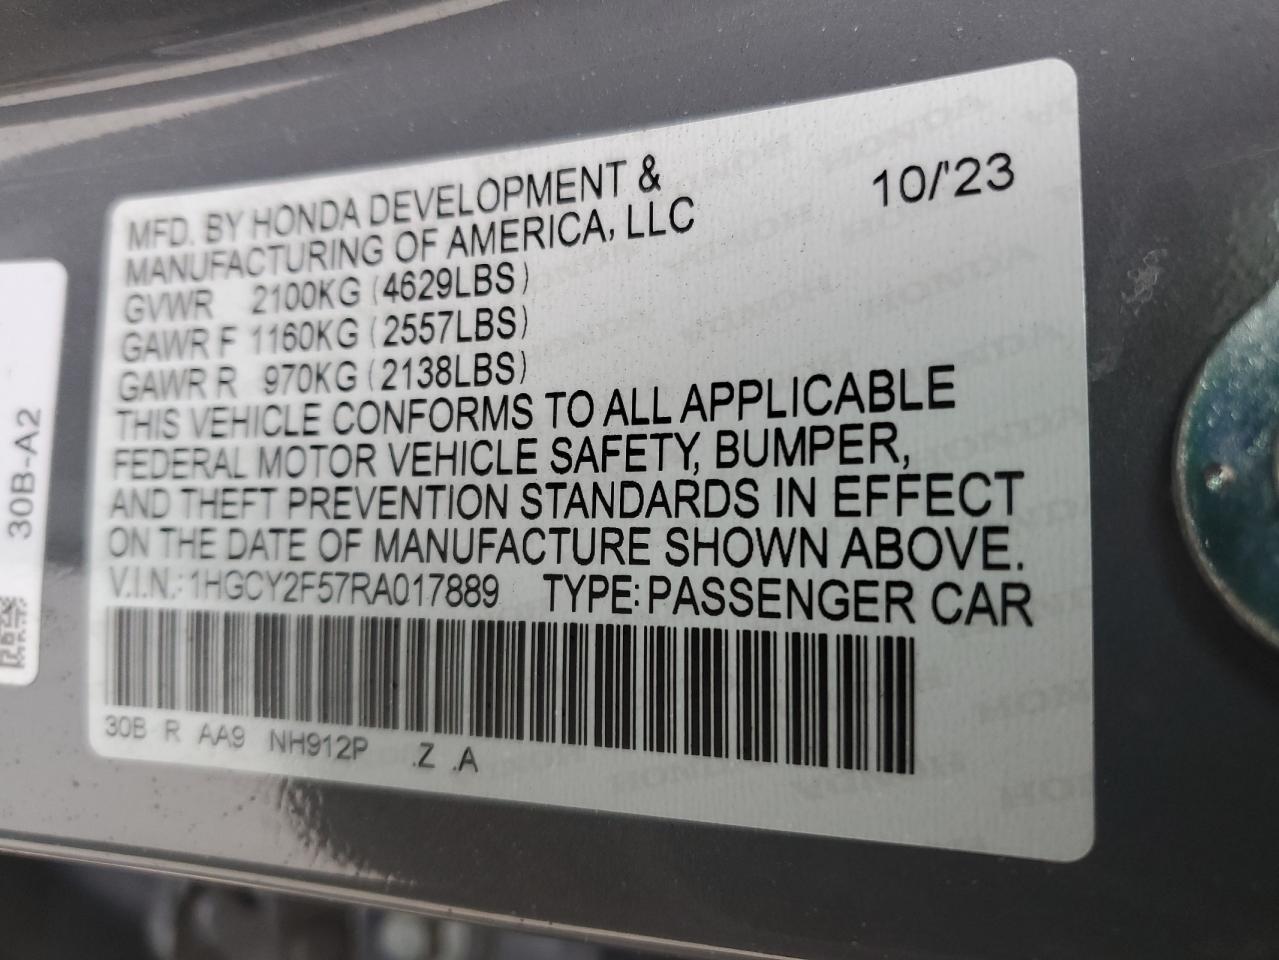 MFD. BY HONDA DEVELOPMENT &
MANUFACTURING OF AMERICA, LLC
10/'23
GVWR 2100KG (4629LBS)
GAWR F 1160KG (2557LBS)
GAWR R 970KG (2138LBS)
THIS VEHICLE CONFORMS TO ALL APPLICABLE
FEDERAL MOTOR VEHICLE SAFETY, BUMPER,
AND THEFT PREVENTION STANDARDS IN EFFECT
ON THE DATE OF MANUFACTURE SHOWN ABOVE.
V.I.N.: 1HGCY2F57RA017889 TYPE: PASSENGER CAR
30B R AA9 NH912P .Z .A
30B-A2